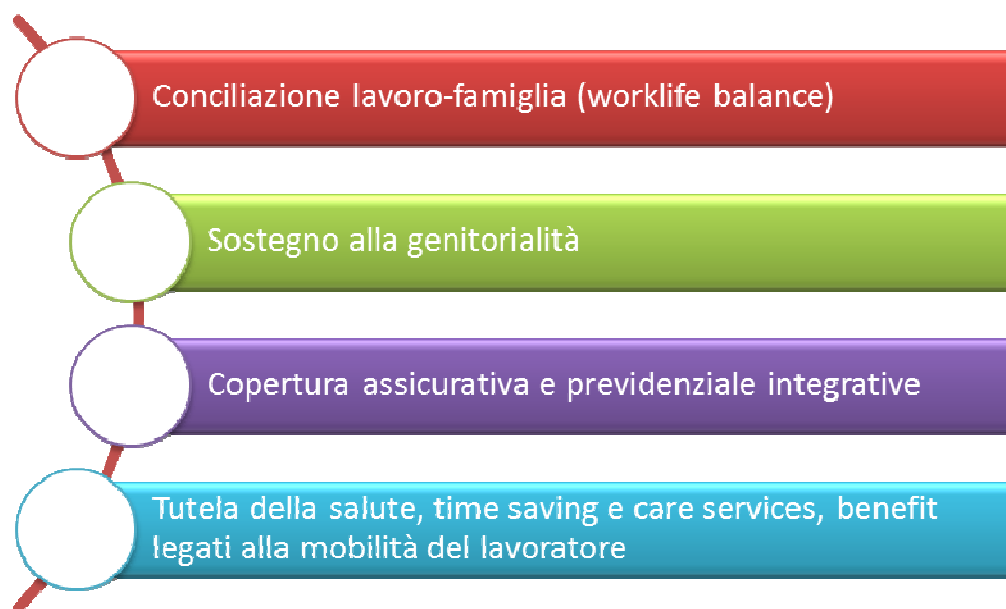 Conciliazione lavoro-famiglia (worklife balance)
Sostegno alla genitorialità
Copertura assicurativa e previdenziale integrative
Tutela della salute, time saving e care services, benefit
legati alla mobilità del lavoratore